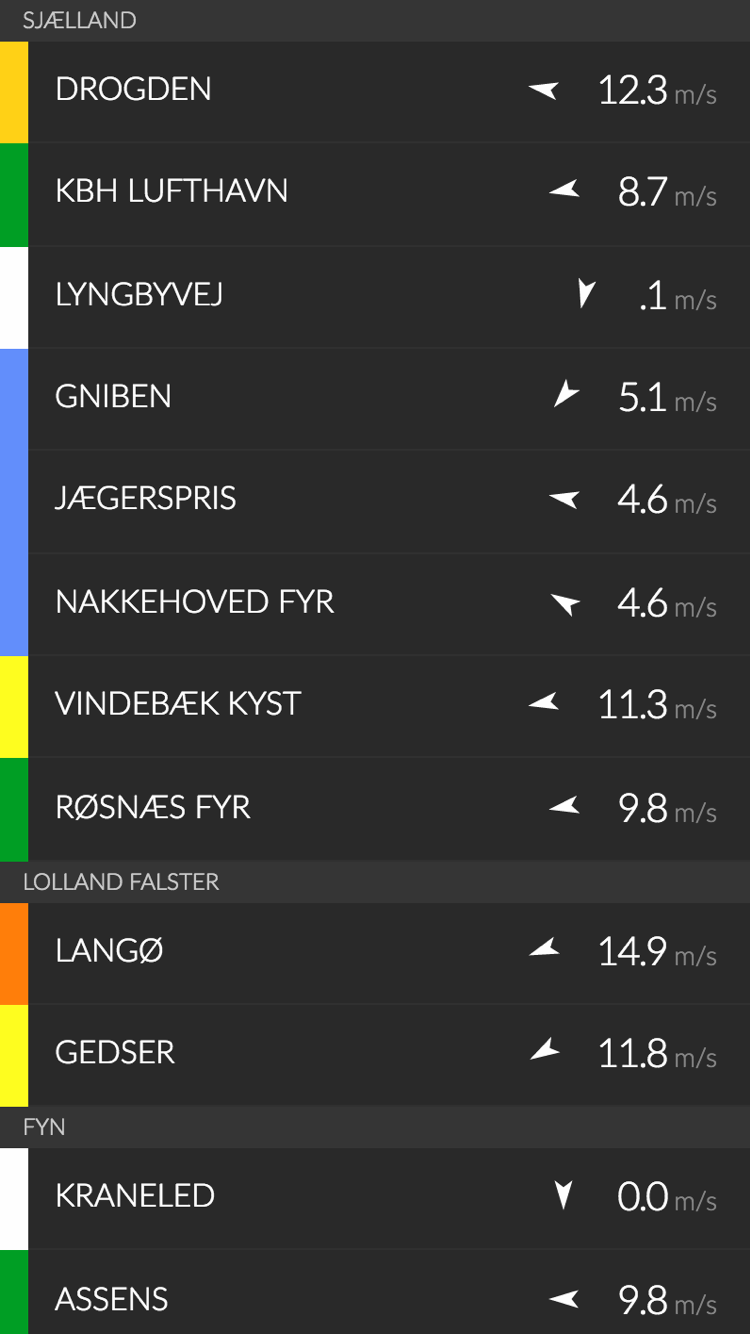 SJÆLLAND
DROGDEN 12.3 m/s
KBH LUFTHAVN 8.7 m/s
LYNGBYVEJ .1 m/s
GNIBEN 5.1 m/s
JÆGERSPRIS 4.6 m/s
NAKKEHOVED FYR 4.6 m/s
VINDEBÆK KYST 11.3 m/s
RØSNÆS FYR 9.8 m/s
LOLLAND FALSTER
LANGØ 14.9 m/s
GEDSER 11.8 m/s
FYN
KRANELED 0.0 m/s
ASSENS 9.8 m/s